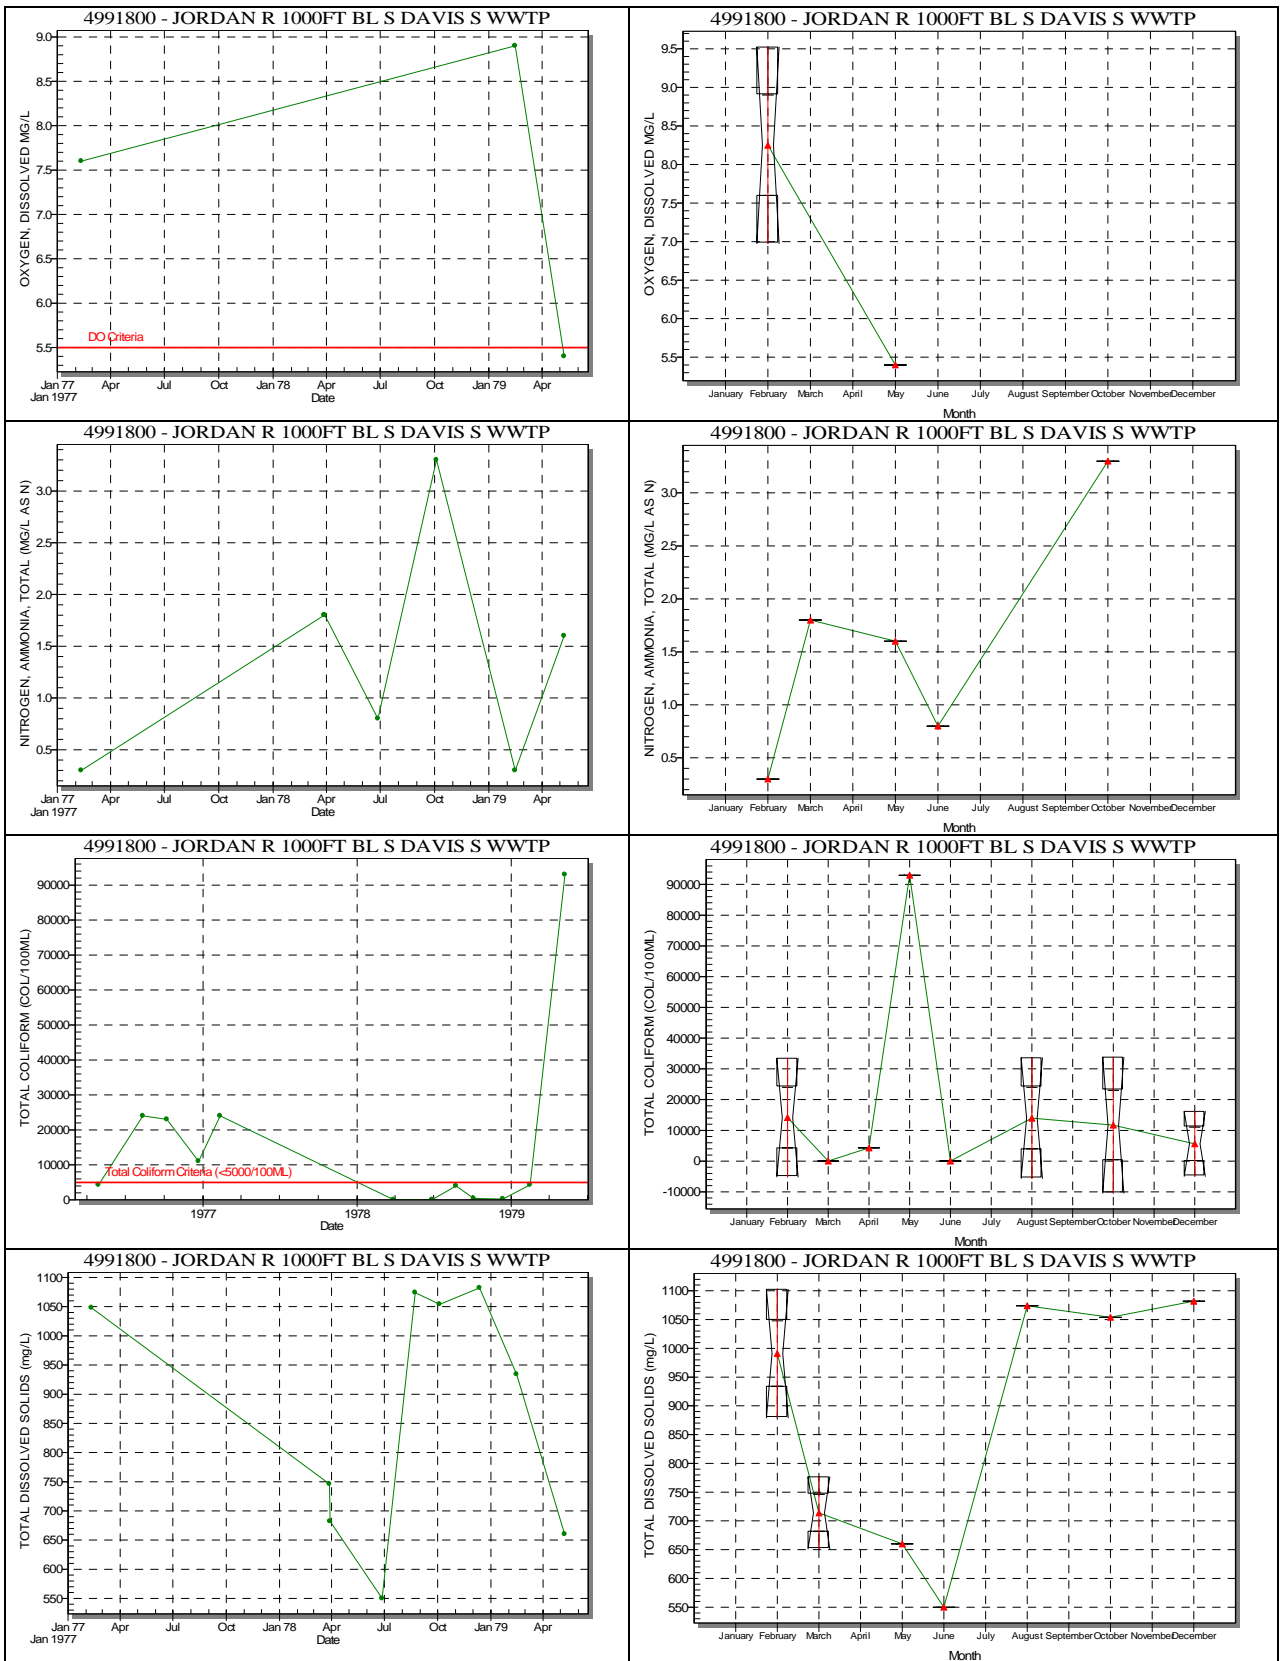 4991800 - JORDAN R 1000FT BL S DAVIS S WWTP
OXYGEN, DISSOLVED MG/L
9.0
8.5
8.0
7.5
7.0
6.5
6.0
5.5
DO Criteria
Jan 77 Apr Jul Oct Jan 78 Apr Jul Oct Jan 79 Apr
Jan 1977
Date
4991800 - JORDAN R 1000FT BL S DAVIS S WWTP
OXYGEN, DISSOLVED MG/L
9.5
9.0
8.5
8.0
7.5
7.0
6.5
6.0
5.5
January February March April May June July August September October November December
Month
4991800 - JORDAN R 1000FT BL S DAVIS S WWTP
NITROGEN, AMMONIA, TOTAL (MG/L AS N)
3.0
2.5
2.0
1.5
1.0
0.5
Jan 77 Apr Jul Oct Jan 78 Apr Jul Oct Jan 79 Apr
Jan 1977
Date
4991800 - JORDAN R 1000FT BL S DAVIS S WWTP
NITROGEN, AMMONIA, TOTAL (MG/L AS N)
3.0
2.5
2.0
1.5
1.0
0.5
January February March April May June July August September October November December
Month
4991800 - JORDAN R 1000FT BL S DAVIS S WWTP
TOTAL COLIFORM (COL/100ML)
90000
80000
70000
60000
50000
40000
30000
20000
10000
0
Total Coliform Criteria (<5000/100ML)
1977 1978 1979
Date
4991800 - JORDAN R 1000FT BL S DAVIS S WWTP
TOTAL COLIFORM (COL/100ML)
90000
80000
70000
60000
50000
40000
30000
20000
10000
0
-10000
January February March April May June July August September October November December
Month
4991800 - JORDAN R 1000FT BL S DAVIS S WWTP
TOTAL DISSOLVED SOLIDS (mg/L)
1100
1050
1000
950
900
850
800
750
700
650
600
550
Jan 77 Apr Jul Oct Jan 78 Apr Jul Oct Jan 79 Apr
Jan 1977
Date
4991800 - JORDAN R 1000FT BL S DAVIS S WWTP
TOTAL DISSOLVED SOLIDS (mg/L)
1100
1050
1000
950
900
850
800
750
700
650
600
550
January February March April May June July August September October November December
Month